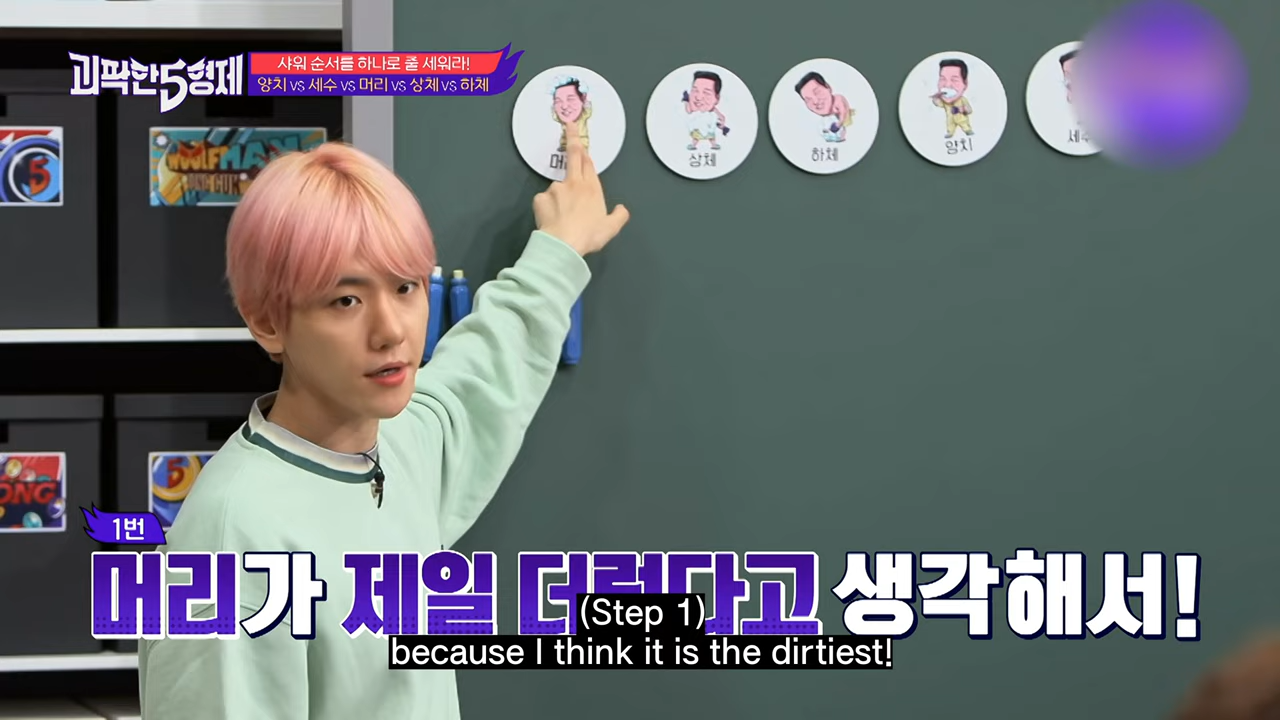 괴팍한5형제
샤워 순서를 하나로 줄 세워라!
양치 vs 세수 vs 머리 vs 상체 vs 하체
상체
하체
양치
5
WOOLFMAN
5
1번
머리가 제일 더럽다고 생각해서!
(Step 1)
because I think it is the dirtiest!